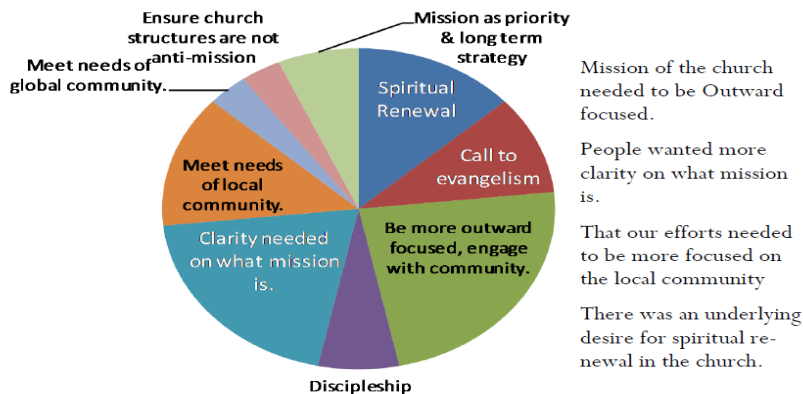 Ensure church
structures are not
anti-mission
Mission as priority
& long term
strategy
Meet needs of
global community.
Spiritual
Renewal
Call to
evangelism
Meet needs
of local
community.
Be more outward
focused, engage
with community.
Clarity needed
on what mission
is.
Discipleship
Mission of the church
needed to be Outward
focused.
People wanted more
clarity on what mission
is.
That our efforts needed
to be more focused on
the local community
There was an underlying
desire for spiritual re-
newal in the church.